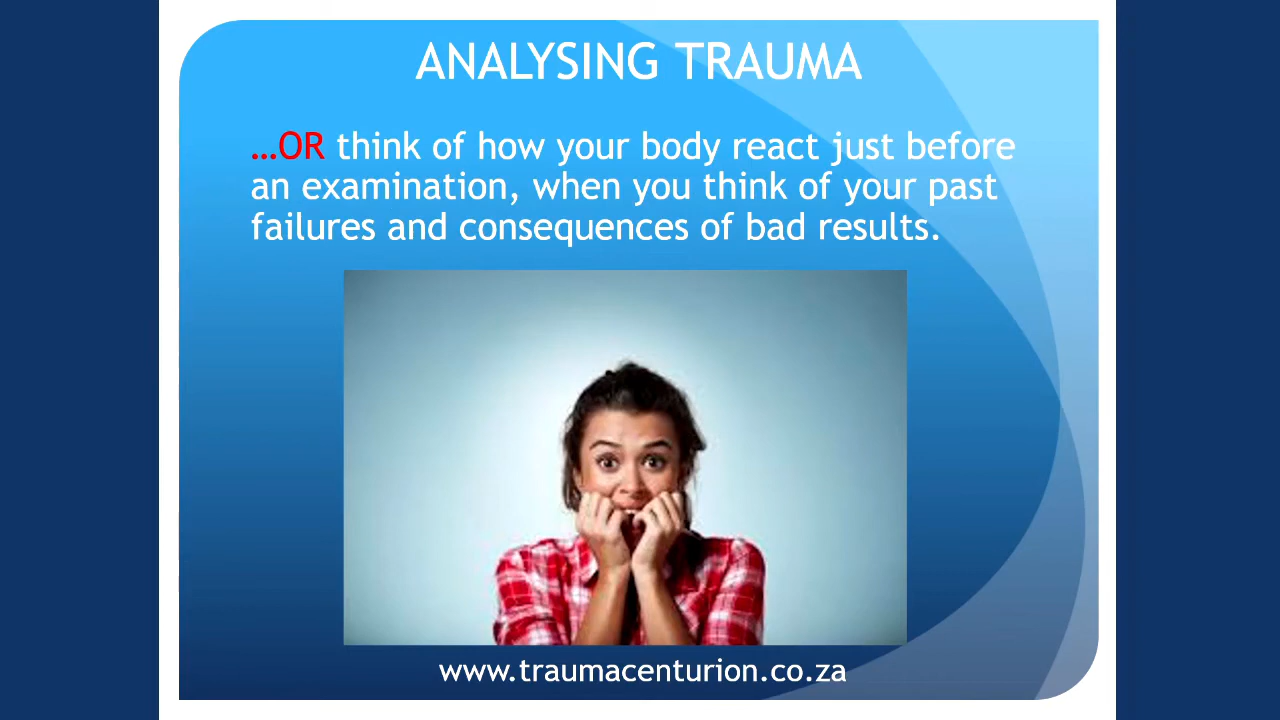 ANALYSING TRAUMA
…OR think of how your body react just before
an examination, when you think of your past
failures and consequences of bad results.
www.traumacenturion.co.za